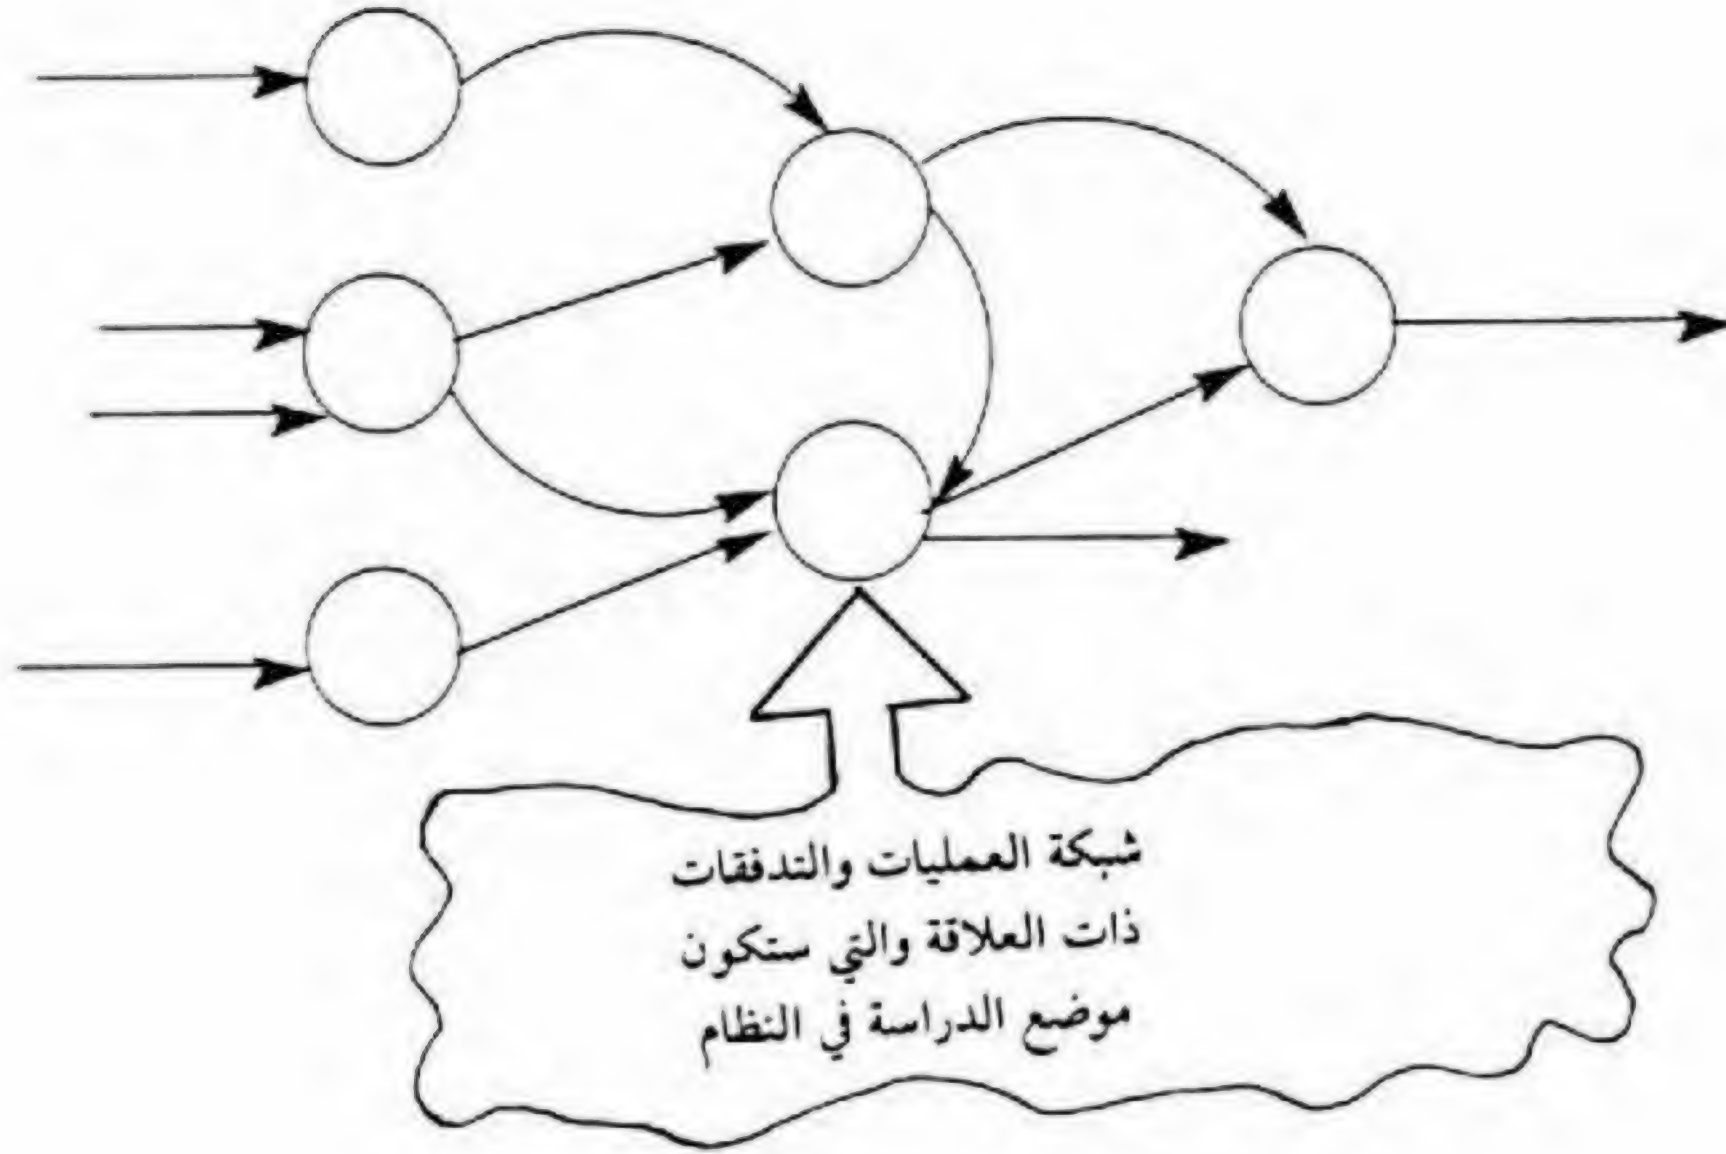 شبكة العمليات والتدفقات
ذات العلاقة والتي ستكون
موضع الدراسة في النظام